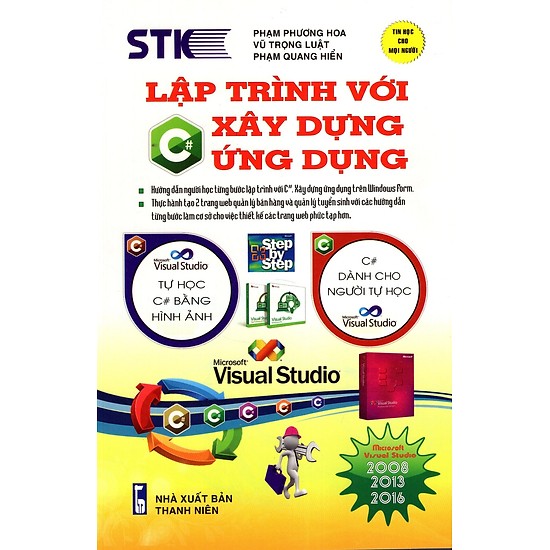 STK
PHẠM PHƯƠNG HOA
VŨ TRỌNG LUẬT
PHẠM QUANG HIỂN
TIN HỌC
CHO
MỌI NGƯỜI
LẬP TRÌNH VỚI
C# XÂY DỰNG
ỨNG DỤNG
Hướng dẫn người học từng bước lập trình với C#. Xây dựng ứng dụng trên Windows Form.
Thực hành tạo 2 trang web quản lý bán hàng và quản lý tuyển sinh với các hướng dẫn
từng bước làm cơ sở cho việc thiết kế các trang web phức tạp hơn.
C#
Microsoft
Visual Studio
TỰ HỌC
C# BẰNG
HÌNH ẢNH
Step
by
Step
C#
C#
DÀNH CHO
NGƯỜI TỰ HỌC
Microsoft
Visual Studio
Microsoft
Visual Studio
C# C# C# C# C#
Microsoft
Visual Studio
2008
2013
2016
NHÀ XUẤT BẢN
THANH NIÊN